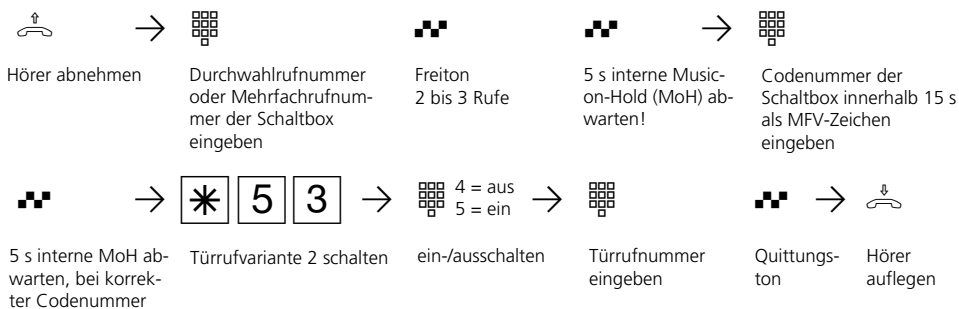 Hörer abnehmen
Durchwahlrufnummer
oder Mehrfachrufnum-
mer der Schaltbox
eingeben
Freiton
2 bis 3 Rufe
5 s interne Music-
on-Hold (MoH) ab-
warten!
Codenummer der
Schaltbox innerhalb 15 s
als MFV-Zeichen
eingeben
* 5 3
4 = aus
5 = ein
5 s interne MoH ab-
warten, bei korrek-
ter Codenummer
Türrufvariante 2 schalten
ein-/ausschalten
Türrufnummer
eingeben
Quittungs-
ton
Hörer
auflegen